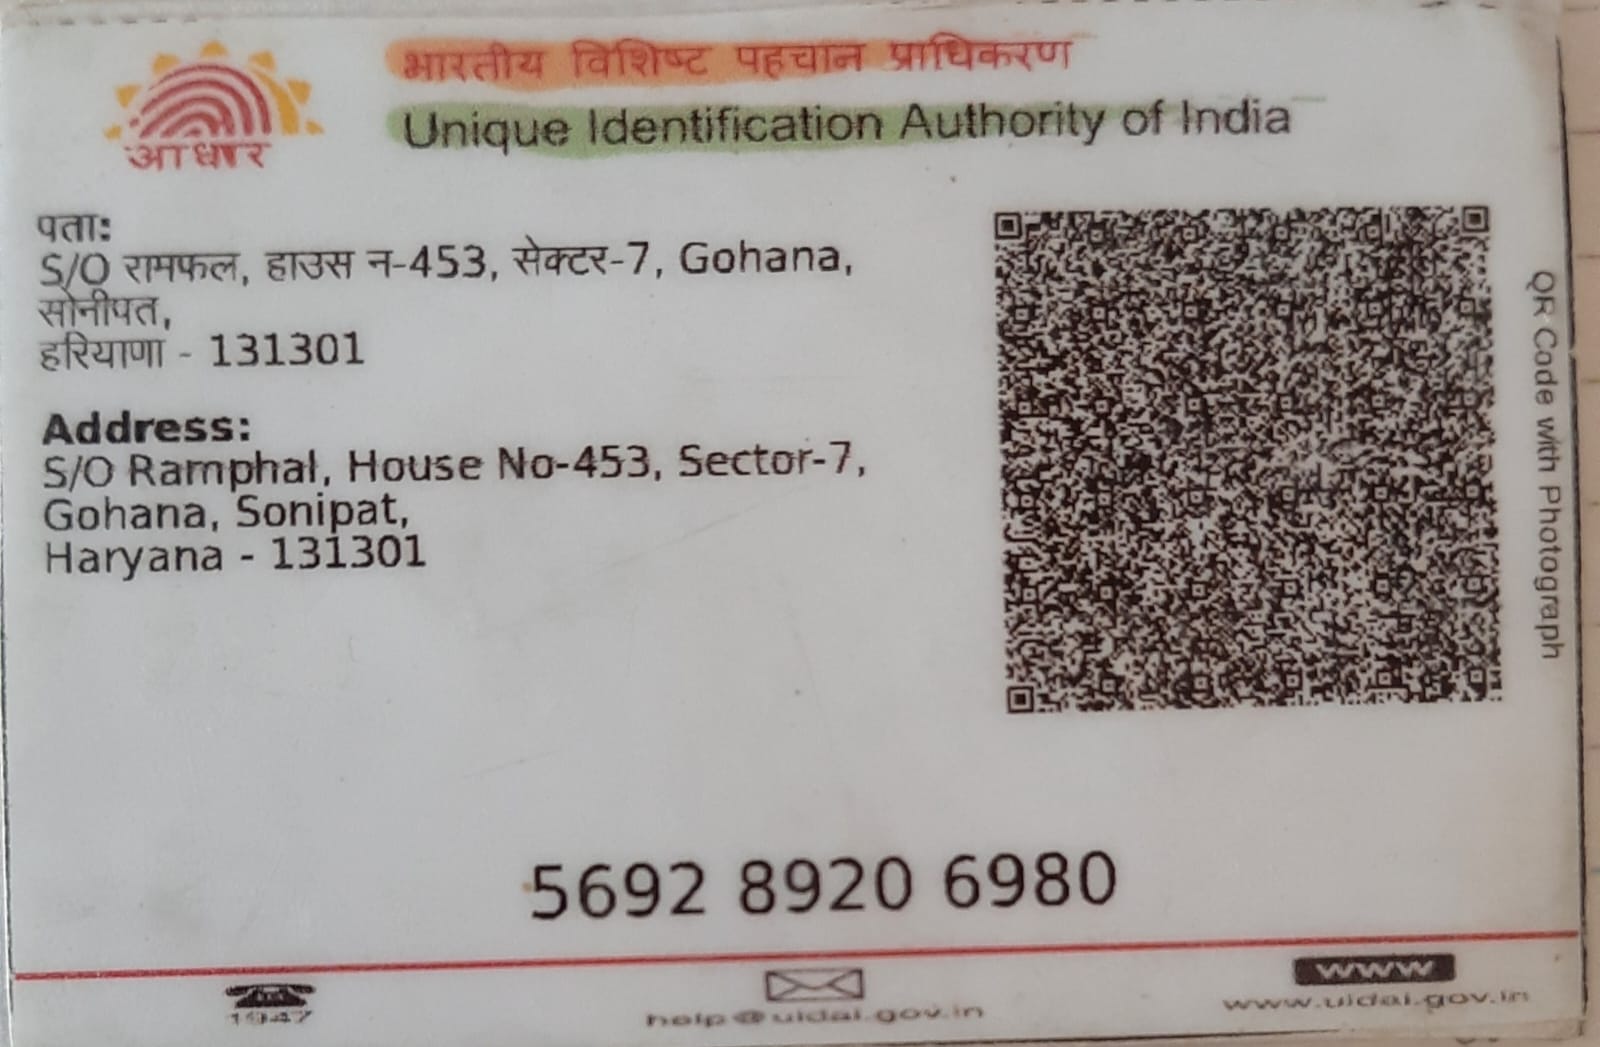 आधार
भारतीय विशिष्ट पहचान प्राधिकरण
Unique Identification Authority of India
पताः
S/O रामफल, हाउस न-453, सेक्टर-7, Gohana,
सोनीपत,
हरियाणा - 131301
Address:
S/O Ramphal, House No-453, Sector-7,
Gohana, Sonipat,
Haryana - 131301
QR Code with Photograph
5692 8920 6980
1947
help@uidai.gov.in
www
www.uidai.gov.in